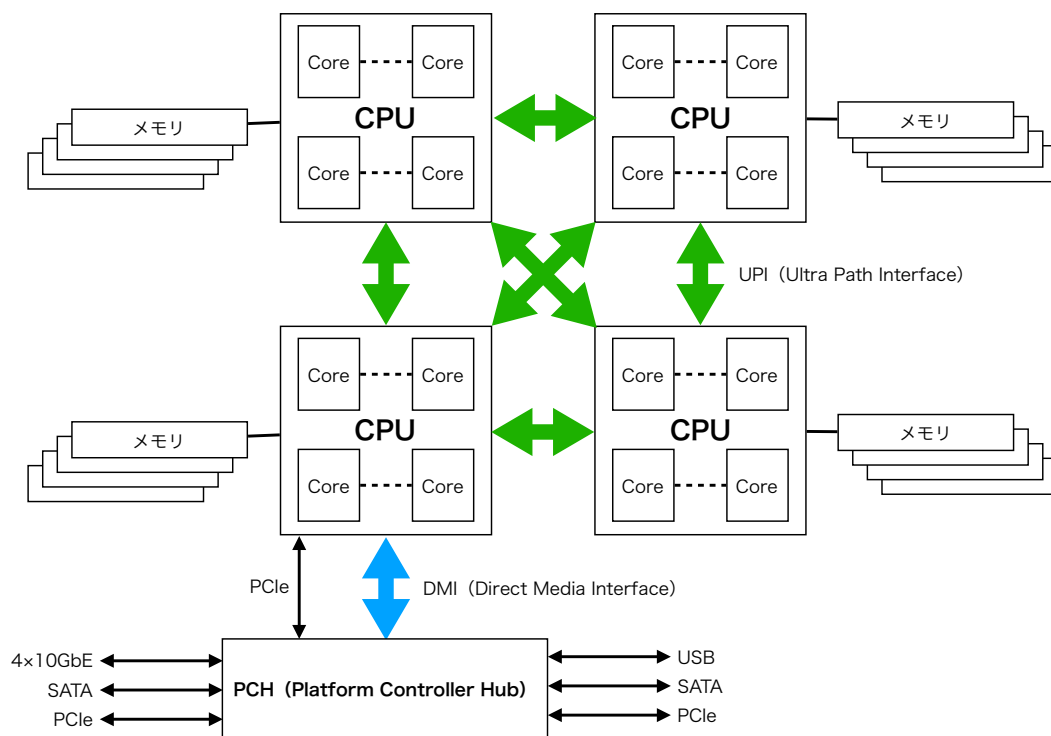 Core Core
Core Core
メモリ
CPU
CPU
メモリ
Core Core
Core Core
UPI（Ultra Path Interface）
Core Core
Core Core
メモリ
CPU
CPU
メモリ
Core Core
Core Core
PCIe
DMI（Direct Media Interface）
4×10GbE
SATA
PCIe
PCH（Platform Controller Hub）
USB
SATA
PCIe